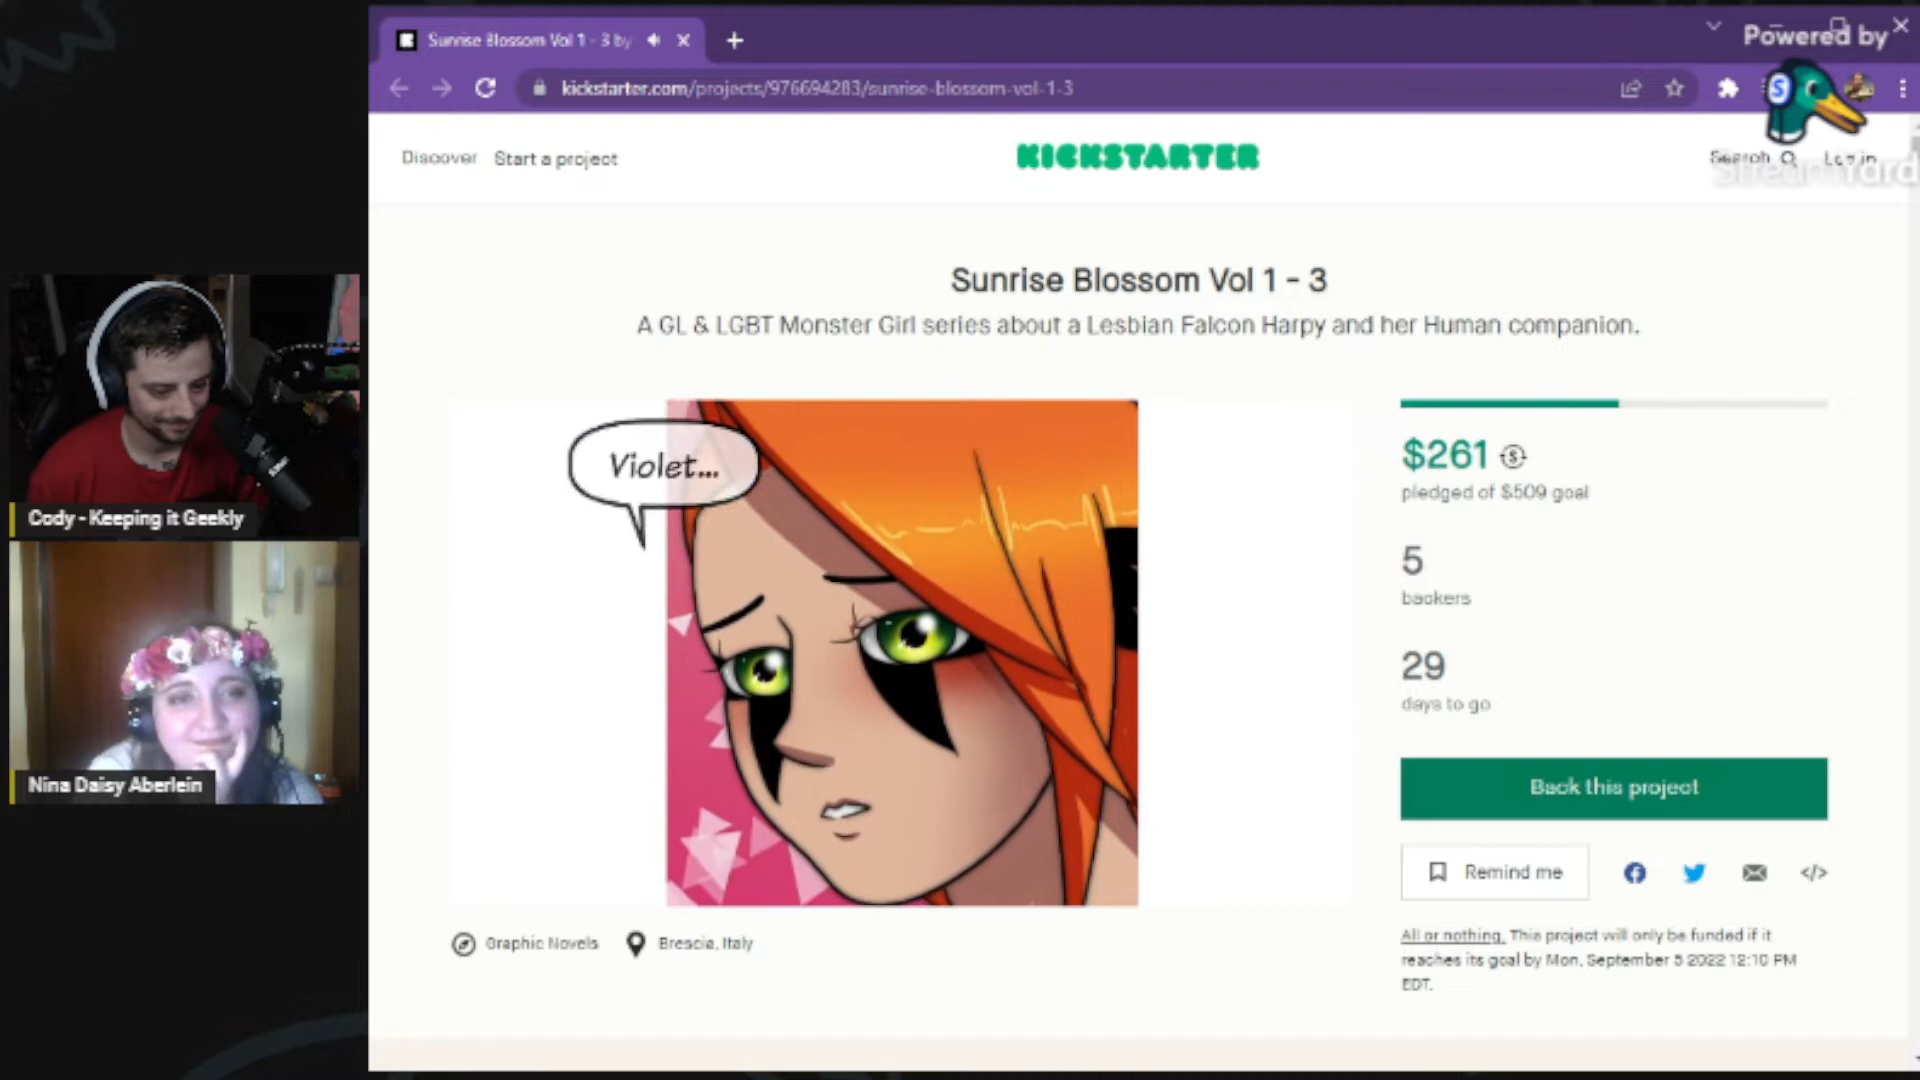 Sunrise Blossom Vol 1 - 3 by
Powered by
kickstarter.com/projects/976694283/sunrise-blossom-vol-1-3
S
Discover Start a project
KICKSTARTER
Search Log in
StreamYard
Sunrise Blossom Vol 1 - 3
A GL & LGBT Monster Girl series about a Lesbian Falcon Harpy and her Human companion.
Violet...
$261
pledged of $509 goal
5
backers
29
days to go
Back this project
Remind me
</>
Graphic Novels Brescia, Italy
All or nothing. This project will only be funded if it
reaches its goal by Mon, September 5 2022 12:10 PM
EDT.
Cody - Keeping it Geekly
Nina Daisy Aberlein